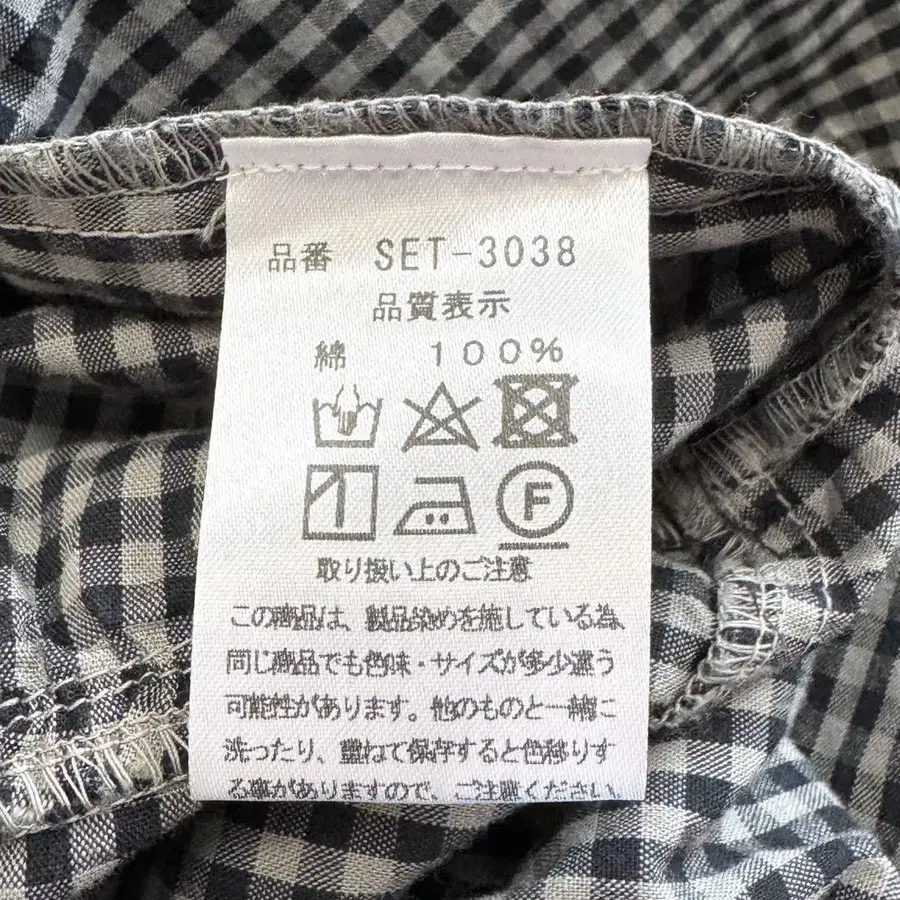 品番 SET-3038
品質表示
綿 100%
F
取り扱い上のご注意
この商品は、製品染めを施している為、
同じ商品でも色味・サイズが多少違う
可能性があります。他のものと一緒に
洗ったり、重ねて保存すると色移りす
る事がありますので、ご注意ください